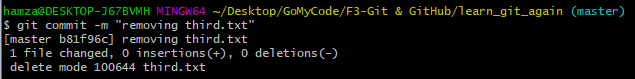 hamza@DESKTOP-J67BVMH MINGW64 ~/Desktop/GoMyCode/F3-Git & GitHub/learn_git_again (master)
$ git commit -m "removing third.txt"
[master b81f96c] removing third.txt
 1 file changed, 0 insertions(+), 0 deletions(-)
 delete mode 100644 third.txt